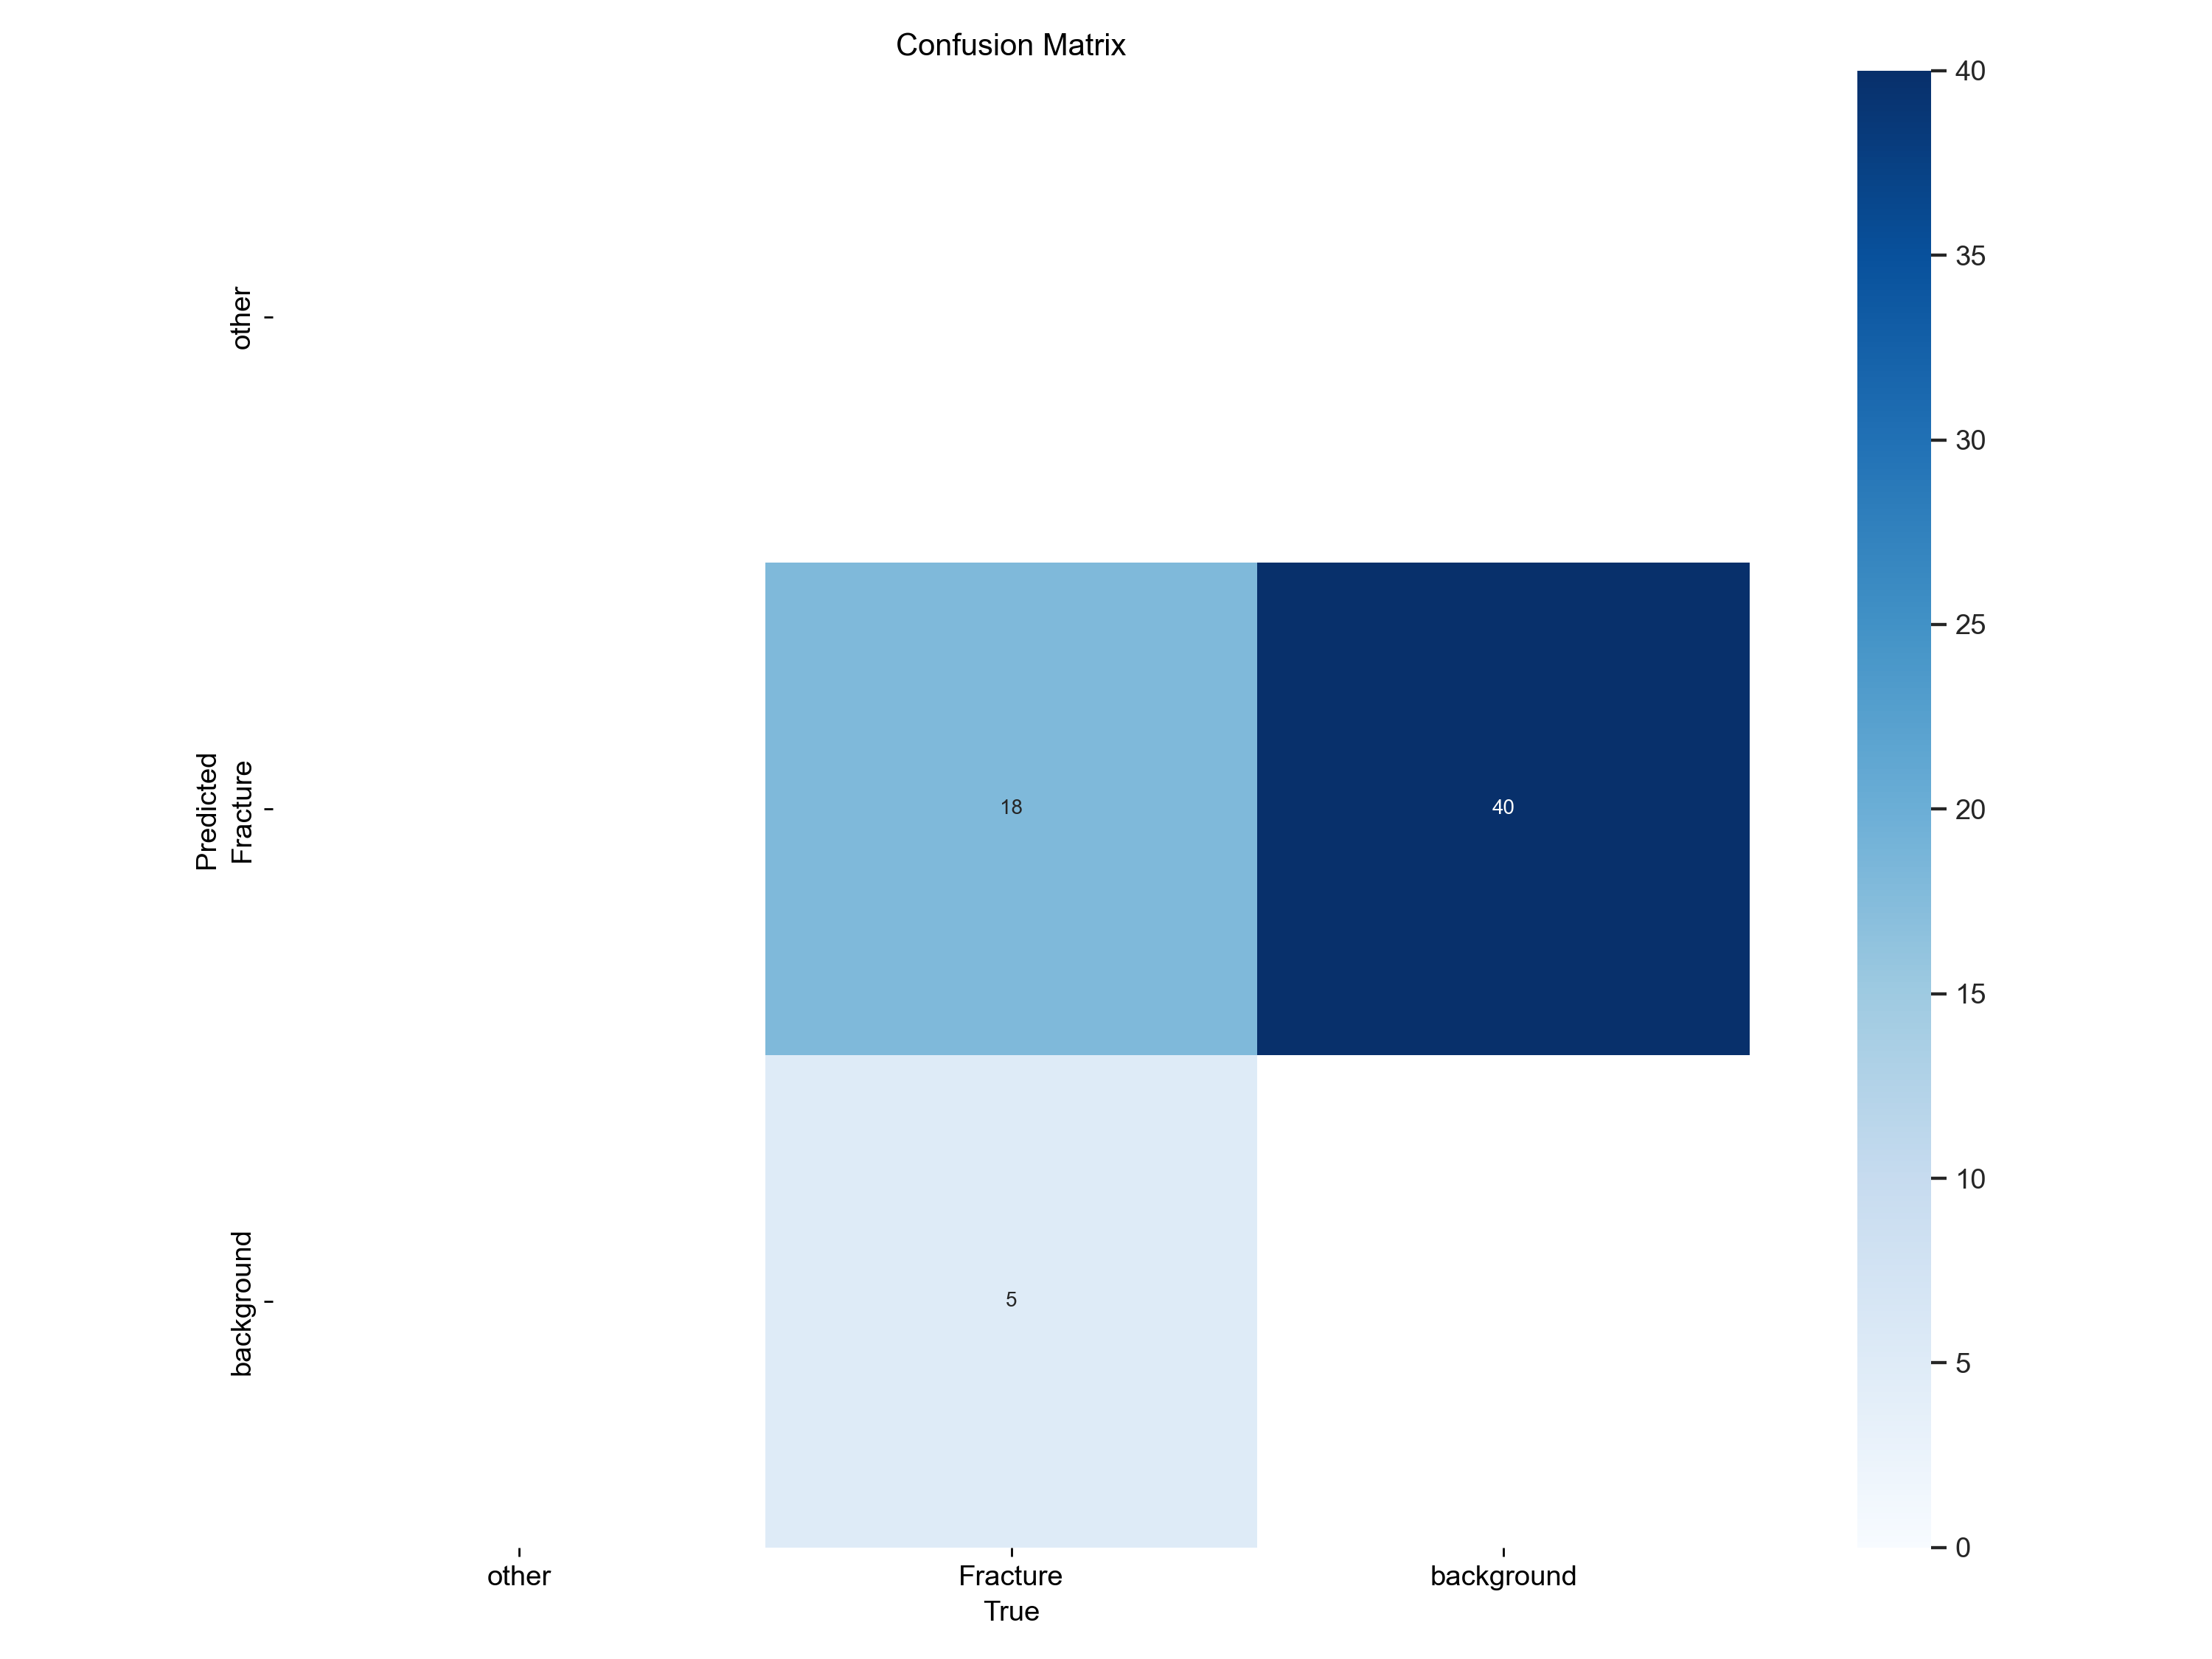 Confusion Matrix
40
35
30
25
20
15
10
5
0
Predicted
other
Fracture
background
18
40
5
other
Fracture
background
True